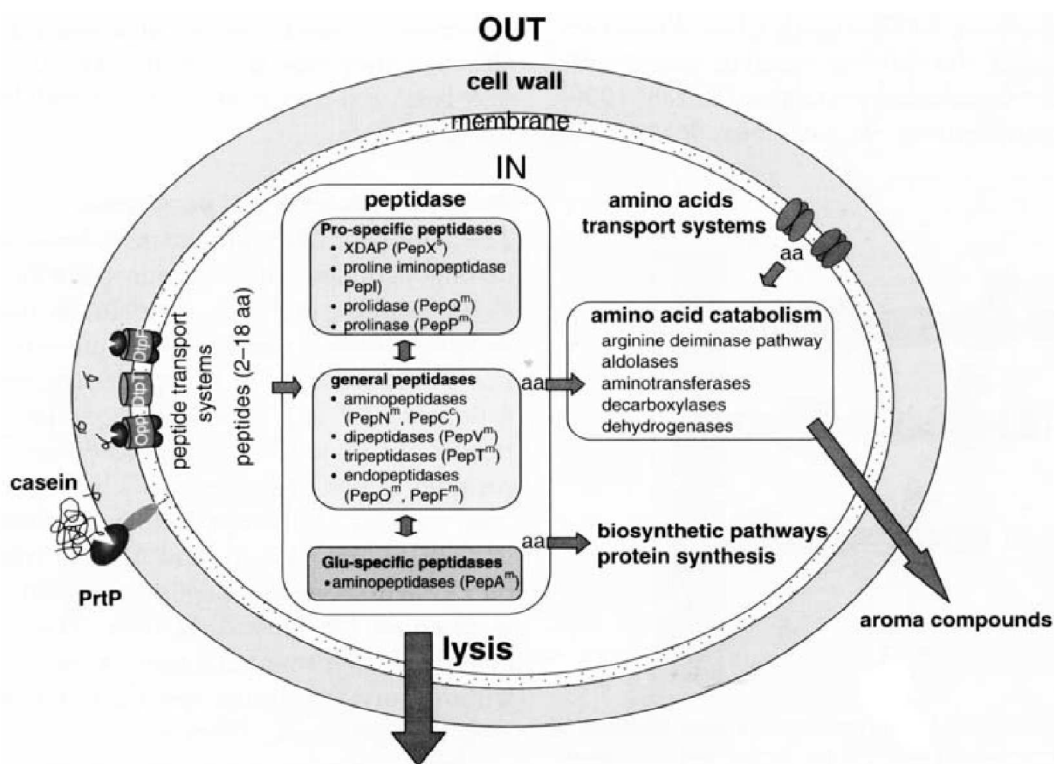 OUT
cell wall
membrane
IN
peptidase
Pro-specific peptidases
• XDAP (PepX^s)
• proline iminopeptidase
PepI)
• prolidase (PepQ^m)
• prolinase (PepP^m)
general peptidases
• aminopeptidases
(PepN^m, PepC^c)
• dipeptidases (PepV^m)
• tripeptidases (PepT^m)
• endopeptidases
(PepO^m, PepF^m)
Glu-specific peptidases
•aminopeptidases (PepA^m)
peptides (2–18 aa)
peptide transport
systems
DtpT
Opp
casein
PrtP
amino acids
transport systems
aa
amino acid catabolism
arginine deiminase pathway
aldolases
aminotransferases
decarboxylases
dehydrogenases
aa
aa
biosynthetic pathways
protein synthesis
aroma compounds
lysis